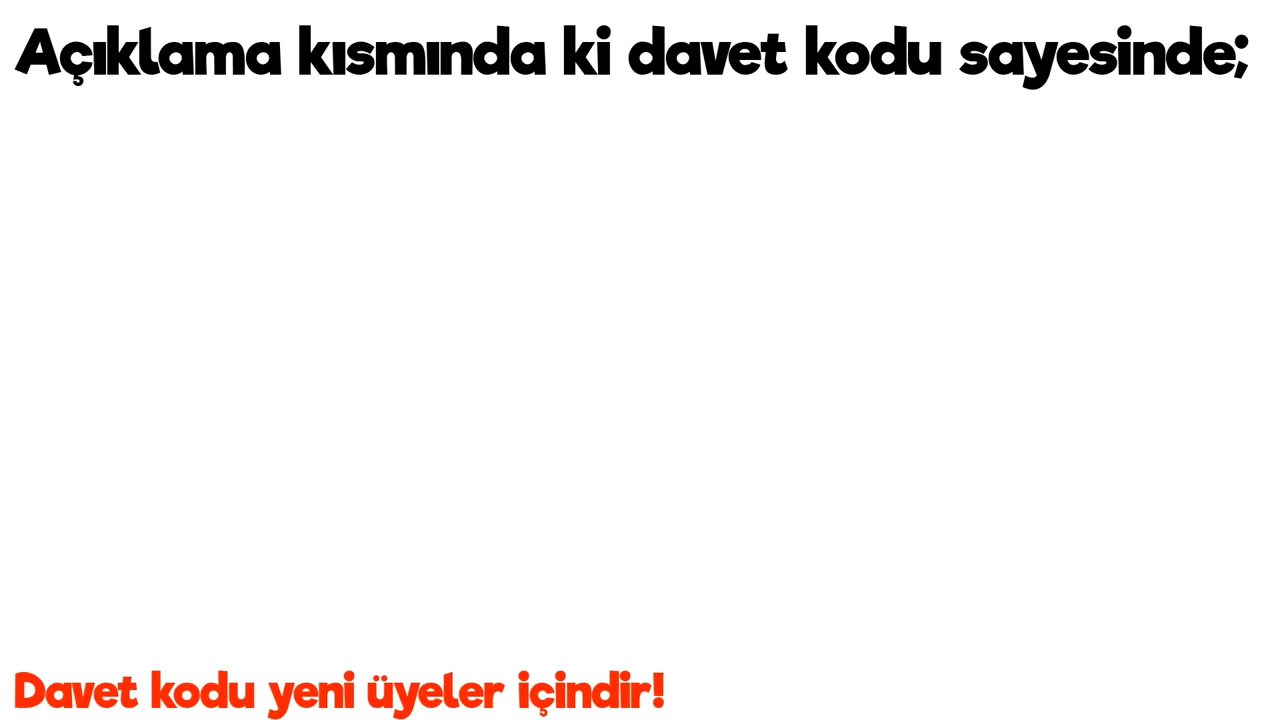 Açıklama kısmında ki davet kodu sayesinde;
Davet kodu yeni üyeler içindir!